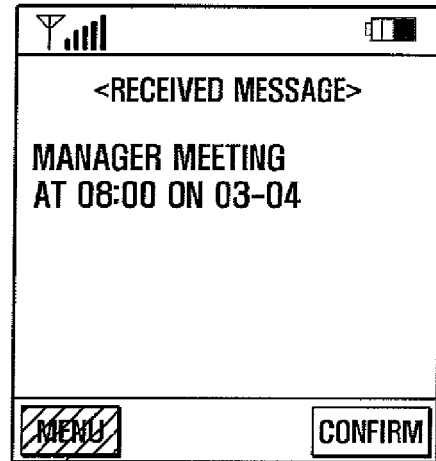 <RECEIVED MESSAGE>
MANAGER MEETING
AT 08:00 ON 03-04
MENU CONFIRM